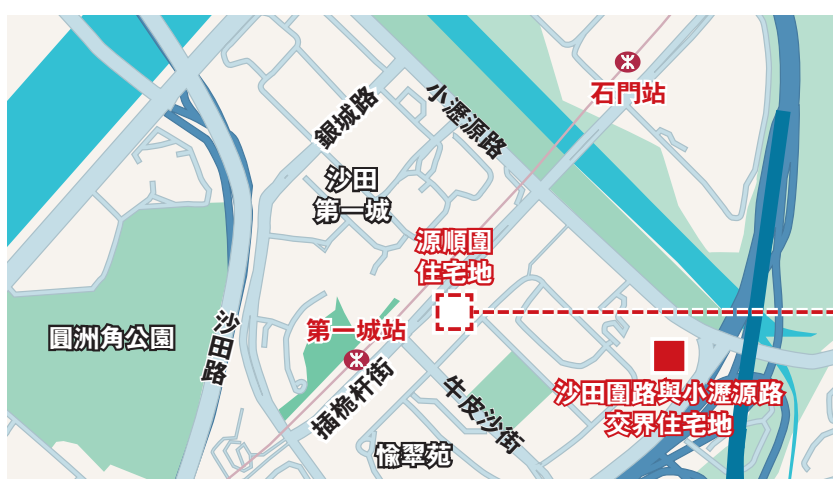 石門站
小瀝源路
銀城路
沙田
第一城
源順圍
住宅地
沙田路
圓洲角公園
第一城站
插桅杆街
牛皮沙街
愉翠苑
沙田圍路與小瀝源路
交界住宅地